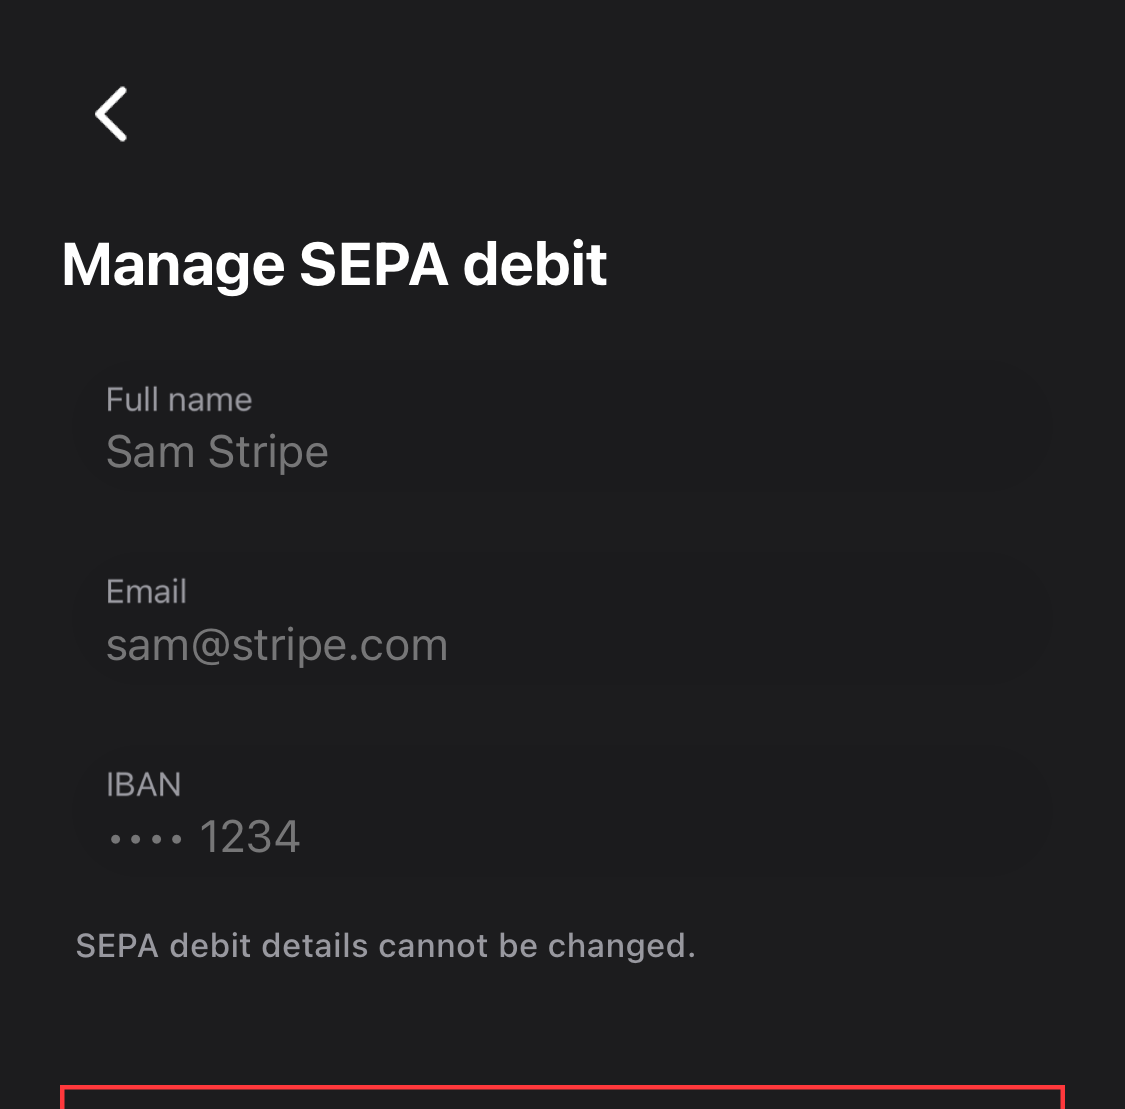 Manage SEPA debit
Full name
Sam Stripe
Email
sam@stripe.com
IBAN
•••• 1234
SEPA debit details cannot be changed.